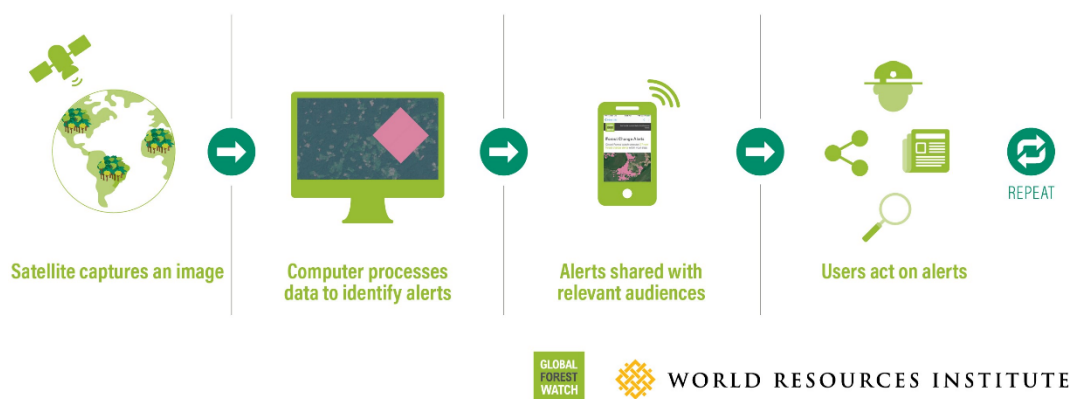 Satellite captures an image
Computer processes
data to identify alerts
Alerts shared with
relevant audiences
Users act on alerts
REPEAT
GLOBAL
FOREST
WATCH
WORLD RESOURCES INSTITUTE